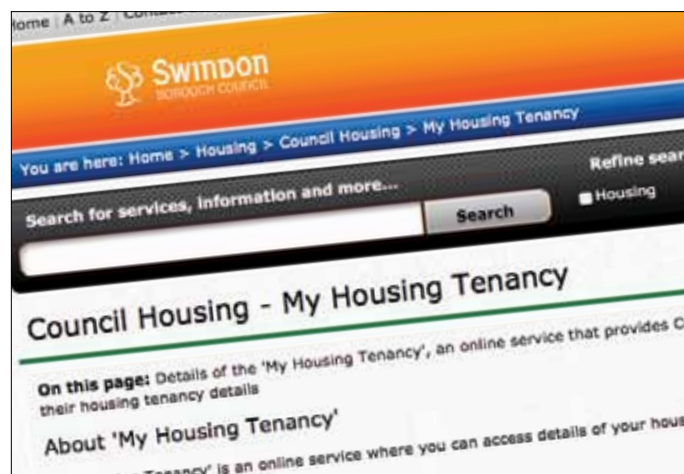 Home | A to Z | Contact
Swindon
BOROUGH COUNCIL
You are here: Home > Housing > Council Housing > My Housing Tenancy
Search for services, information and more...
Refine sear
Search
Housing
Council Housing - My Housing Tenancy
On this page: Details of the 'My Housing Tenancy', an online service that provides C
their housing tenancy details
About 'My Housing Tenancy'
Tenancy' is an online service where you can access details of your hous